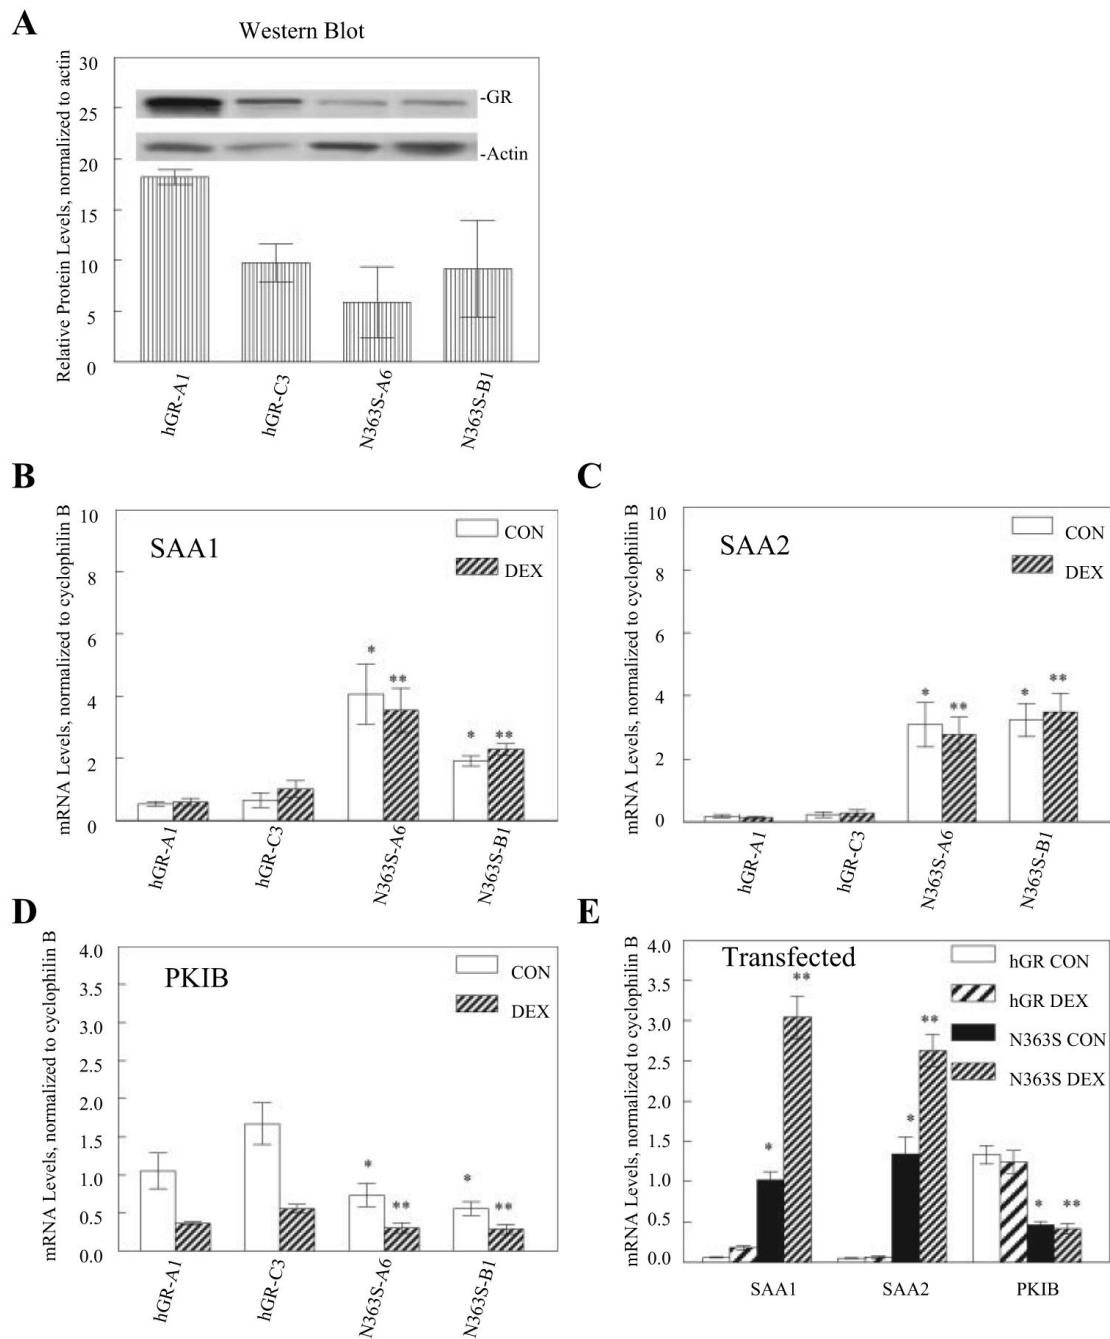 A
Western Blot
Relative Protein Levels, normalized to actin
30
25
20
15
10
5
0
-GR
-Actin
hGR-A1
hGR-C3
N363S-A6
N363S-B1
B
mRNA Levels, normalized to cyclophilin B
10
8
6
4
2
0
SAA1
CON
DEX
*
**
*
**
hGR-A1
hGR-C3
N363S-A6
N363S-B1
C
mRNA Levels, normalized to cyclophilin B
10
8
6
4
2
0
SAA2
CON
DEX
*
**
*
**
hGR-A1
hGR-C3
N363S-A6
N363S-B1
D
mRNA Levels, normalized to cyclophilin B
4.0
3.5
3.0
2.0
1.5
1.0
0.5
0.0
PKIB
CON
DEX
*
**
*
**
hGR-A1
hGR-C3
N363S-A6
N363S-B1
E
mRNA Levels, normalized to cyclophilin B
4.0
3.5
3.0
2.5
2.0
1.5
1.0
0.5
0.0
Transfected
hGR CON
hGR DEX
N363S CON
N363S DEX
*
**
*
**
*
**
SAA1
SAA2
PKIB